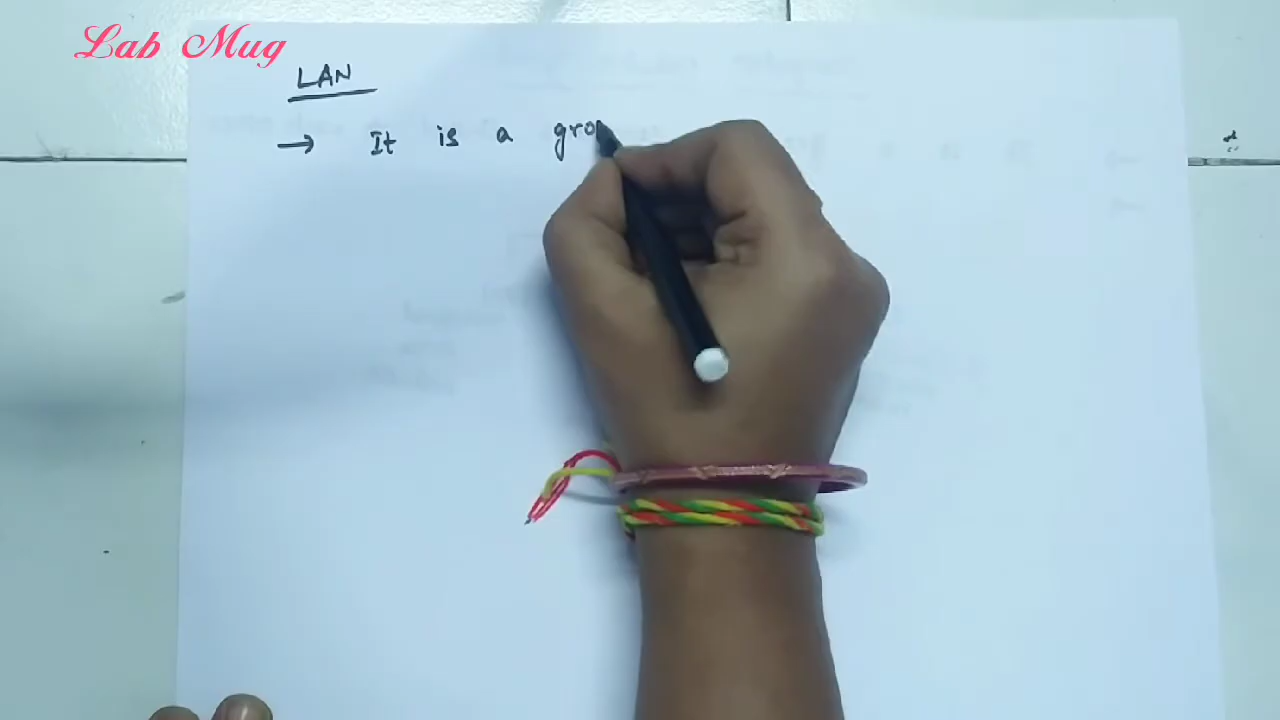 Lab Mug
LAN
→ It is a gro